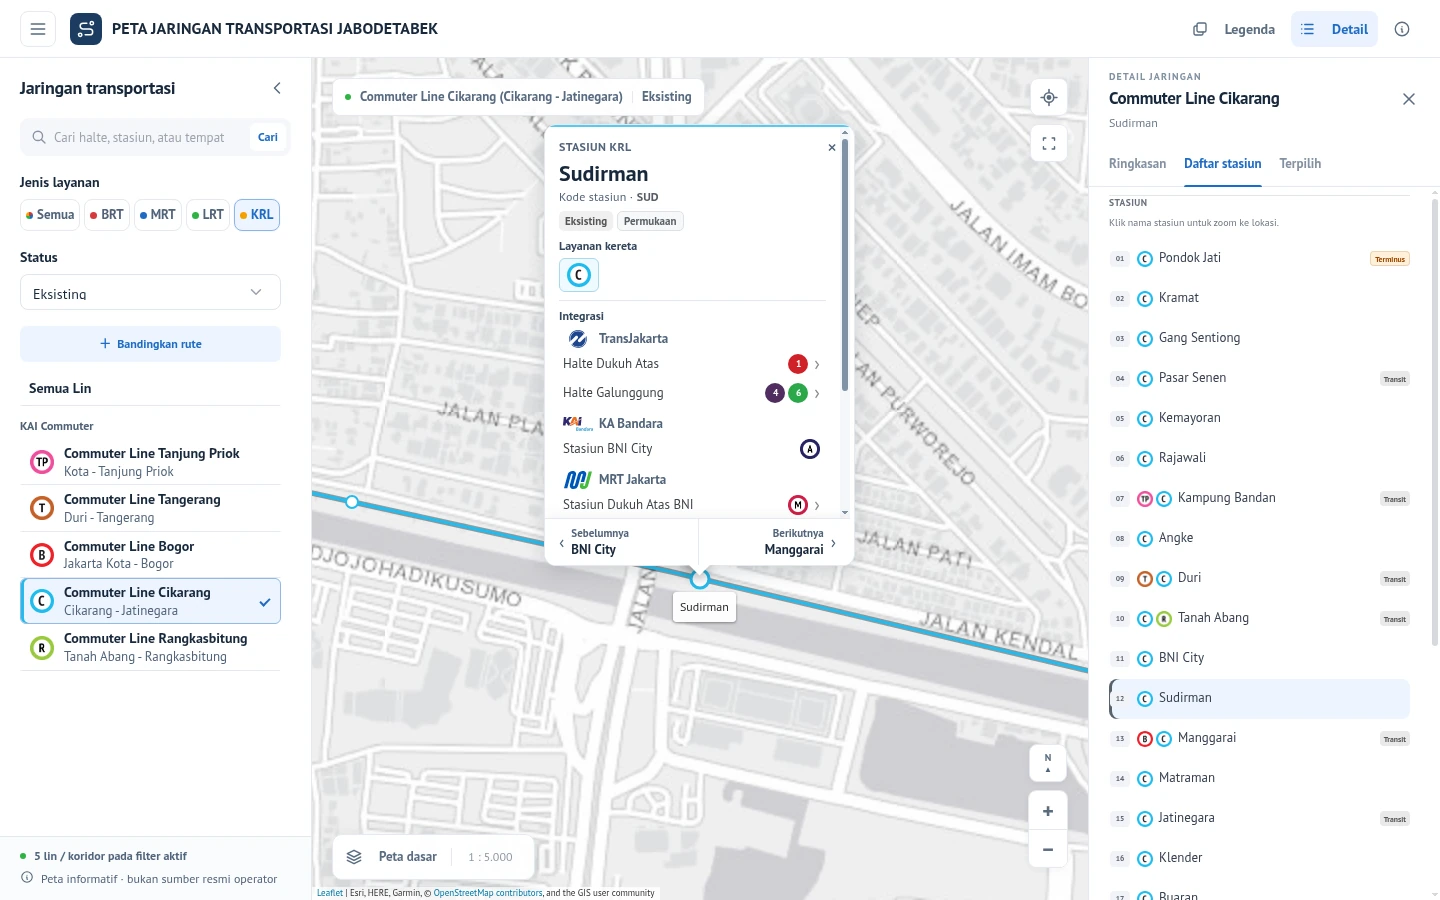 PETA JARINGAN TRANSPORTASI JABODETABEK
Legenda
Detail
Jaringan transportasi
Cari halte, stasiun, atau tempat
Cari
Jenis layanan
Semua
BRT
MRT
LRT
KRL
Status
Eksisting
+ Bandingkan rute
Semua Lin
KAI Commuter
TP
Commuter Line Tanjung Priok
Kota - Tanjung Priok
T
Commuter Line Tangerang
Duri - Tangerang
B
Commuter Line Bogor
Jakarta Kota - Bogor
C
Commuter Line Cikarang
Cikarang - Jatinegara
R
Commuter Line Rangkasbitung
Tanah Abang - Rangkasbitung
5 lin / koridor pada filter aktif
Peta informatif · bukan sumber resmi operator
Commuter Line Cikarang (Cikarang - Jatinegara)
Eksisting
STASIUN KRL
×
Sudirman
Kode stasiun · SUD
Eksisting
Permukaan
Layanan kereta
C
Integrasi
TransJakarta
Halte Dukuh Atas
1
Halte Galunggung
4
6
KAI Bandara
KA Bandara
Stasiun BNI City
A
MRT Jakarta
Stasiun Dukuh Atas BNI
M
Sebelumnya
BNI City
Berikutnya
Manggarai
Sudirman
JALAN IMAM BO
JALAN PURWOREJO
JALAN PLA
JALAN PATI
JALAN KENDAL
DJOJOHADIKUSUMO
JALAN
N
+
−
Peta dasar
1 : 5.000
Leaflet | Esri, HERE, Garmin, © OpenStreetMap contributors, and the GIS user community
DETAIL JARINGAN
Commuter Line Cikarang
Sudirman
Ringkasan
Daftar stasiun
Terpilih
STASIUN
Klik nama stasiun untuk zoom ke lokasi.
01 C Pondok Jati Terminus
02 C Kramat
03 C Gang Sentiong
04 C Pasar Senen Transit
05 C Kemayoran
06 C Rajawali
07 TP C Kampung Bandan Transit
08 C Angke
09 T C Duri Transit
10 C R Tanah Abang Transit
11 C BNI City
12 C Sudirman
13 B C Manggarai Transit
14 C Matraman
15 C Jatinegara Transit
16 C Klender
17 C Buaran